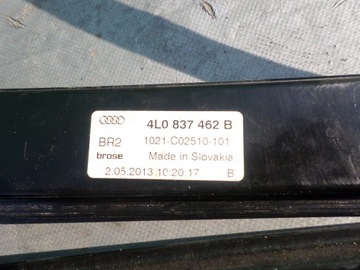 4L0 837 462 B
BR2 1021-C02510-101
brose Made in Slovakia
2.05.2013 10:20:17 B